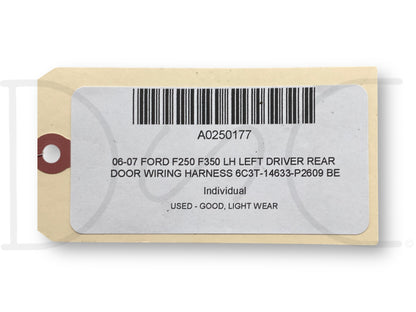 A0250177
06-07 FORD F250 F350 LH LEFT DRIVER REAR
DOOR WIRING HARNESS 6C3T-14633-P2609 BE
Individual
USED - GOOD, LIGHT WEAR